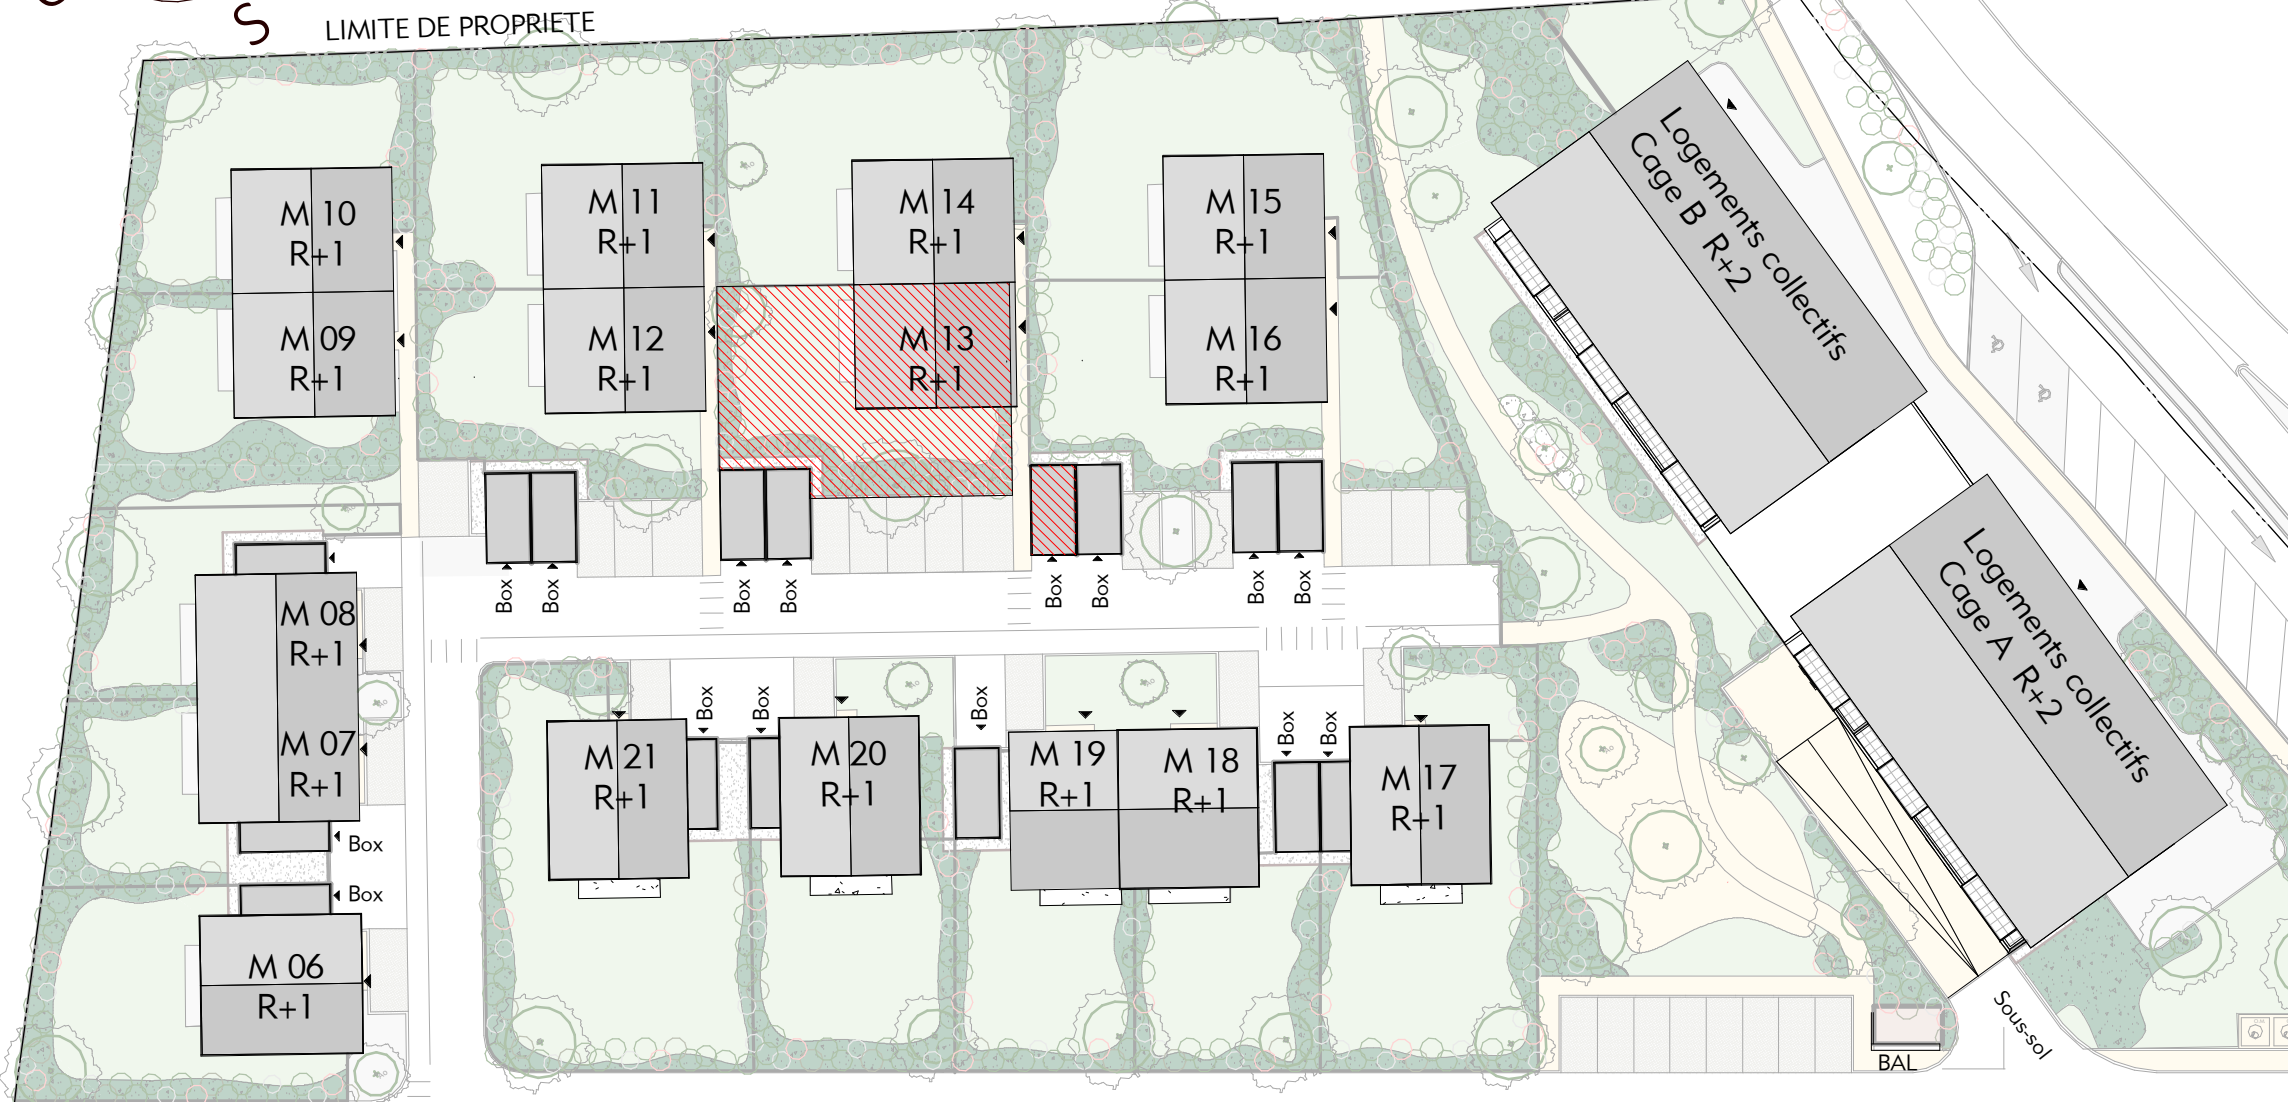 S
LIMITE DE PROPRIETE
M 10
R+1
M 09
R+1
M 11
R+1
M 12
R+1
M 14
R+1
M 13
R+1
M 15
R+1
M 16
R+1
Logements collectifs
Cage B R+2
Logements collectifs
Cage A R+2
Box
Box
Box
Box
Box
Box
Box
Box
M 08
R+1
M 07
R+1
Box
Box
M 06
R+1
Box
Box
Box
Box
Box
M 21
R+1
M 20
R+1
M 19
R+1
M 18
R+1
M 17
R+1
Sous-sol
BAL